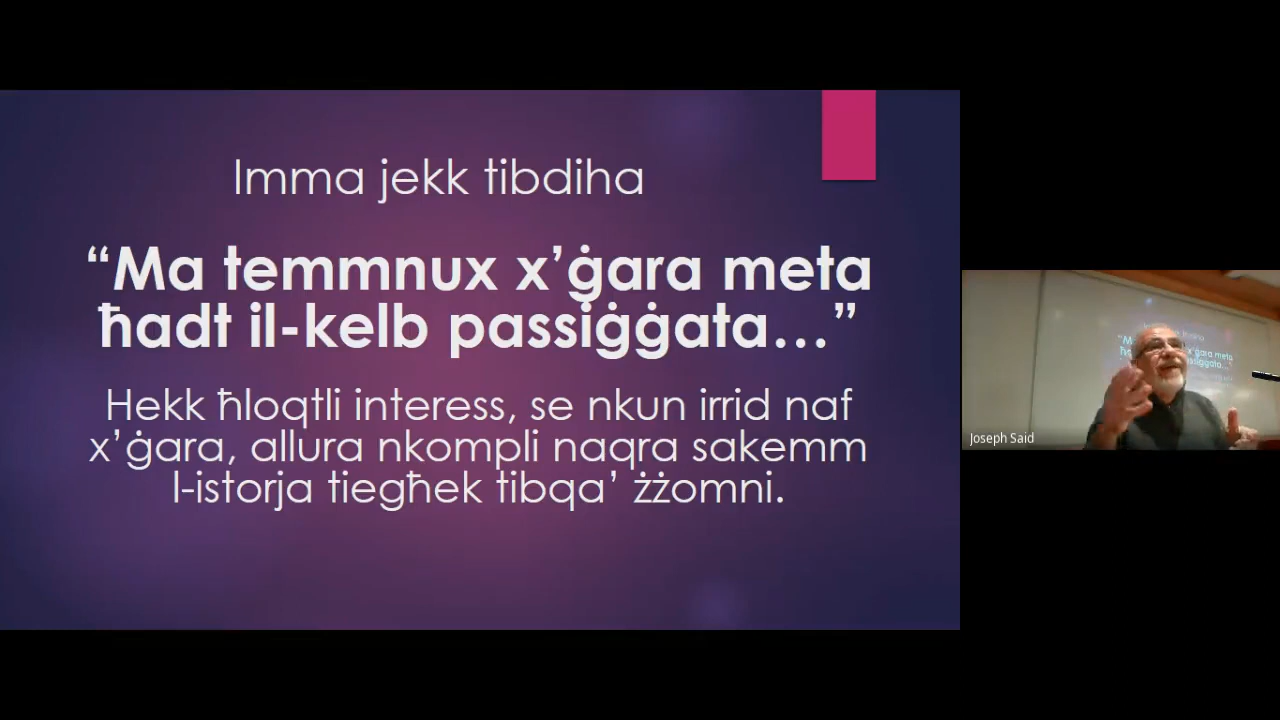 Imma jekk tibdiha
“Ma temmnux x’ġara meta
ħadt il-kelb passiġġata…”
Hekk ħloqtli interess, se nkun irrid naf
x’ġara, allura nkompli naqra sakemm
l-istorja tiegħek tibqa’ żżomni.
Joseph Said